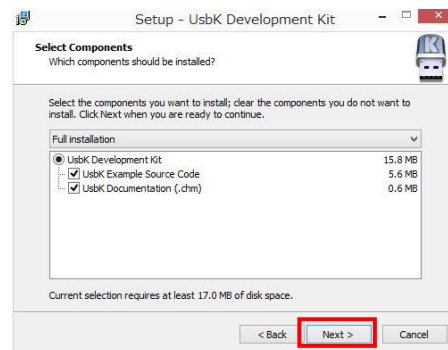 Setup - UsbK Development Kit
Select Components
Which components should be installed?
Select the components you want to install; clear the components you do not want to
install. Click Next when you are ready to continue.
Full installation
UsbK Development Kit 15.8 MB
UsbK Example Source Code 5.6 MB
UsbK Documentation (.chm) 0.6 MB
Current selection requires at least 17.0 MB of disk space.
< Back Next > Cancel